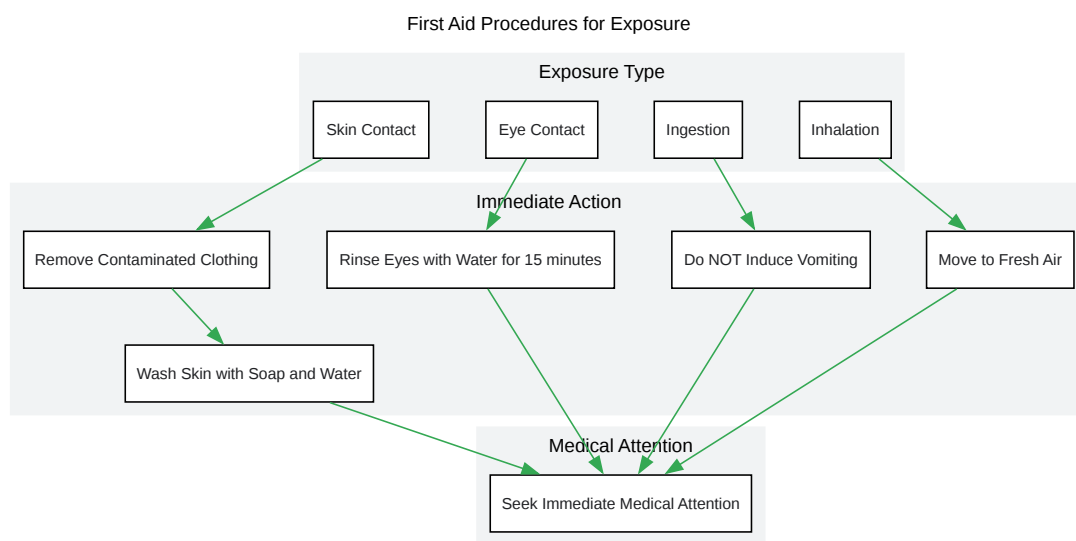 First Aid Procedures for Exposure
Exposure Type
Skin Contact
Eye Contact
Ingestion
Inhalation
Immediate Action
Remove Contaminated Clothing
Rinse Eyes with Water for 15 minutes
Do NOT Induce Vomiting
Move to Fresh Air
Wash Skin with Soap and Water
Medical Attention
Seek Immediate Medical Attention